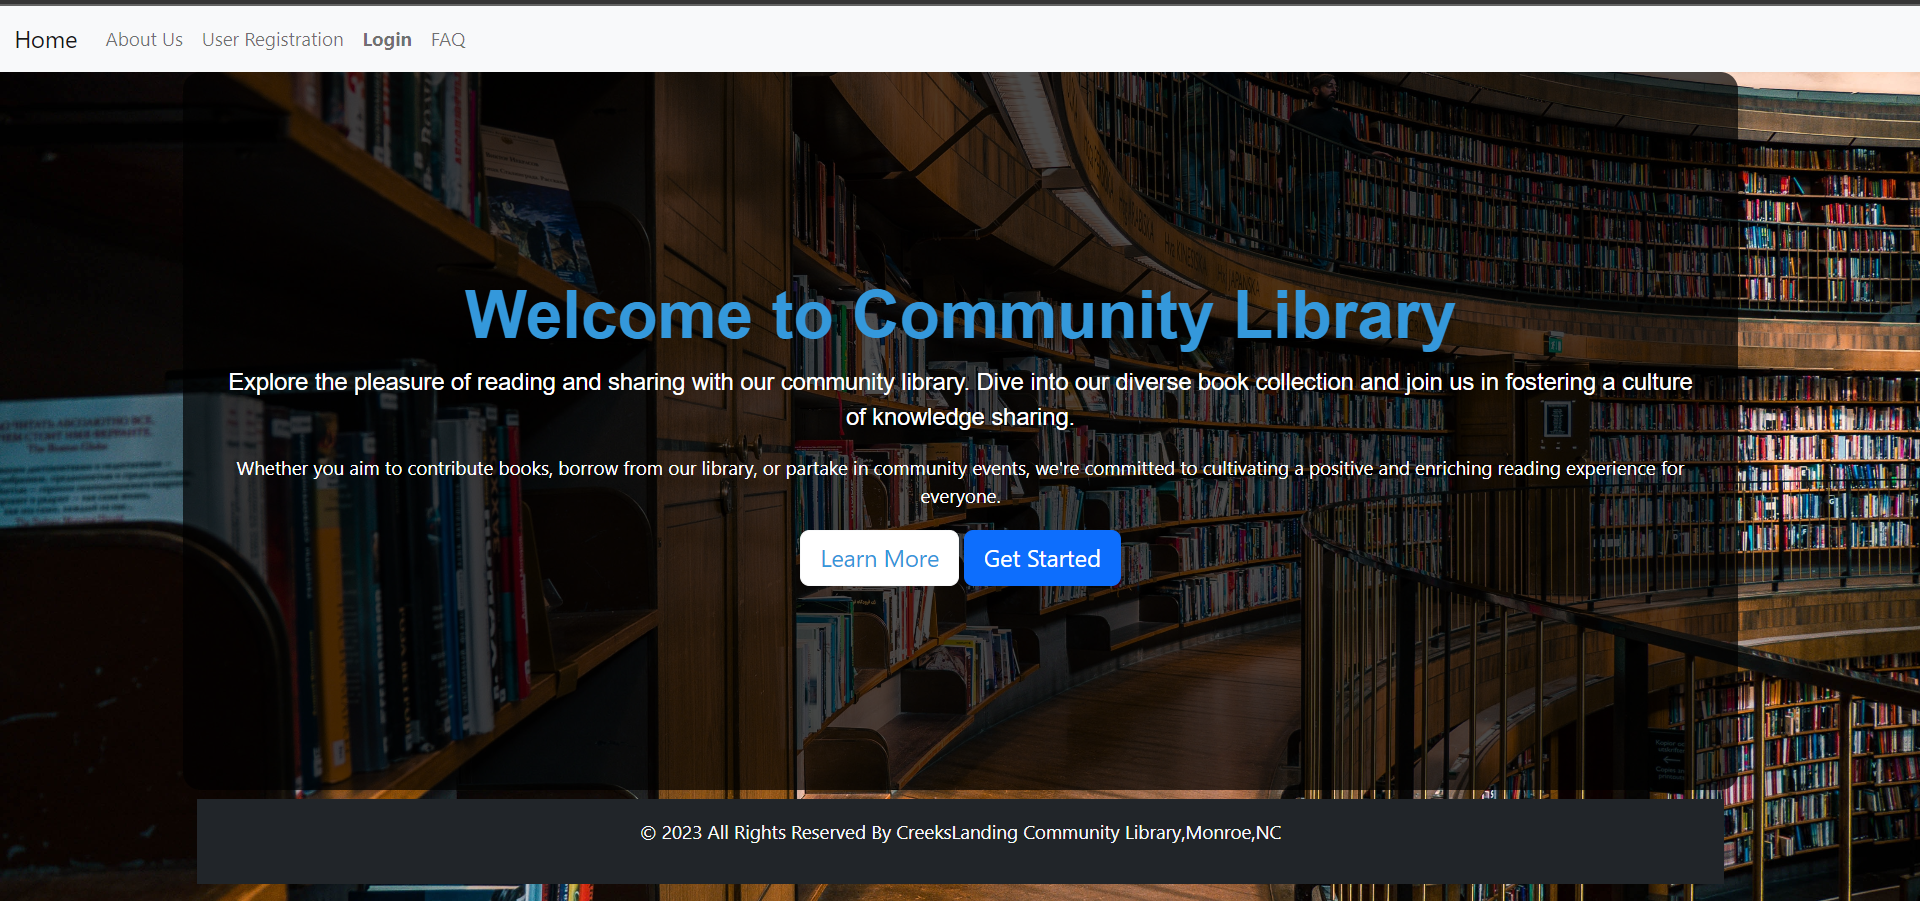 Home About Us User Registration Login FAQ
Welcome to Community Library
Explore the pleasure of reading and sharing with our community library. Dive into our diverse book collection and join us in fostering a culture
of knowledge sharing.
Whether you aim to contribute books, borrow from our library, or partake in community events, we're committed to cultivating a positive and enriching reading experience for
everyone.
Learn More Get Started
© 2023 All Rights Reserved By CreeksLanding Community Library,Monroe,NC